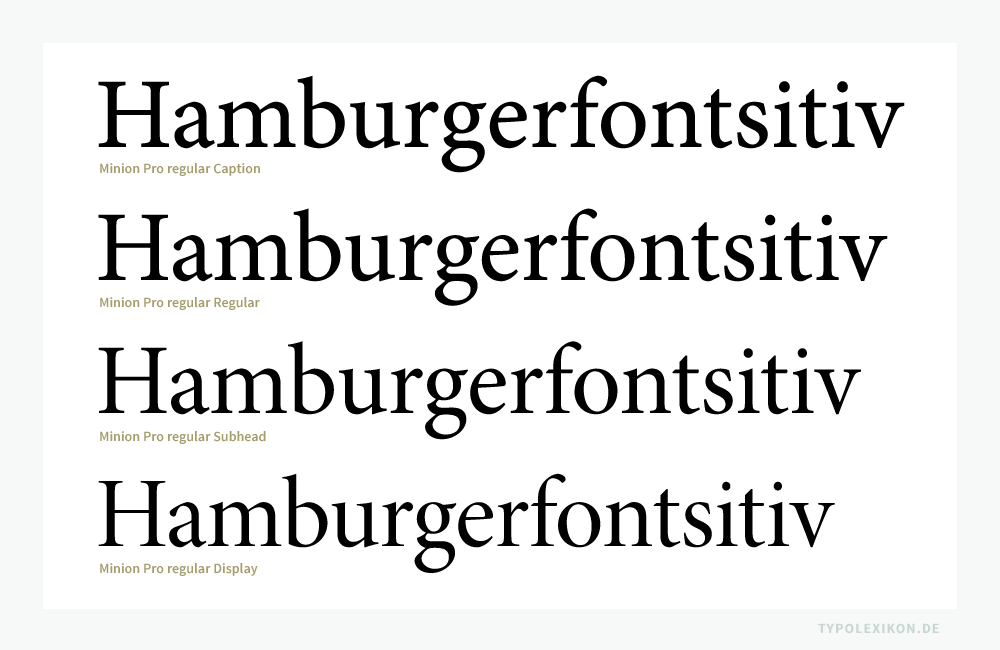 Hamburgerfontsitiv
Minion Pro regular Caption
Hamburgerfontsitiv
Minion Pro regular Regular
Hamburgerfontsitiv
Minion Pro regular Subhead
Hamburgerfontsitiv
Minion Pro regular Display
TYPOLEXIKON.DE